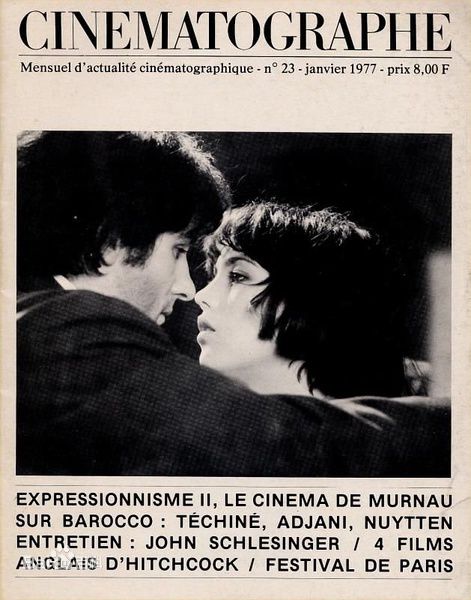 CINEMATOGRAPHE
Mensuel d'actualité cinématographique - n° 23 - janvier 1977 - prix 8,00 F
EXPRESSIONNISME II, LE CINEMA DE MURNAU
SUR BAROCCO : TÉCHINÉ, ADJANI, NUYTTEN
ENTRETIEN : JOHN SCHLESINGER / 4 FILMS
ANGLAIS D'HITCHCOCK / FESTIVAL DE PARIS